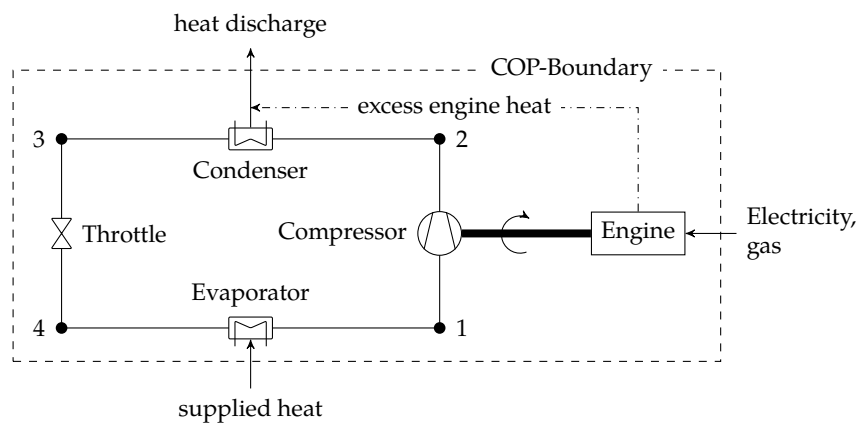 heat discharge
COP-Boundary
excess engine heat
3
2
Condenser
Throttle
Compressor
Engine
Electricity,
gas
Evaporator
4
1
supplied heat